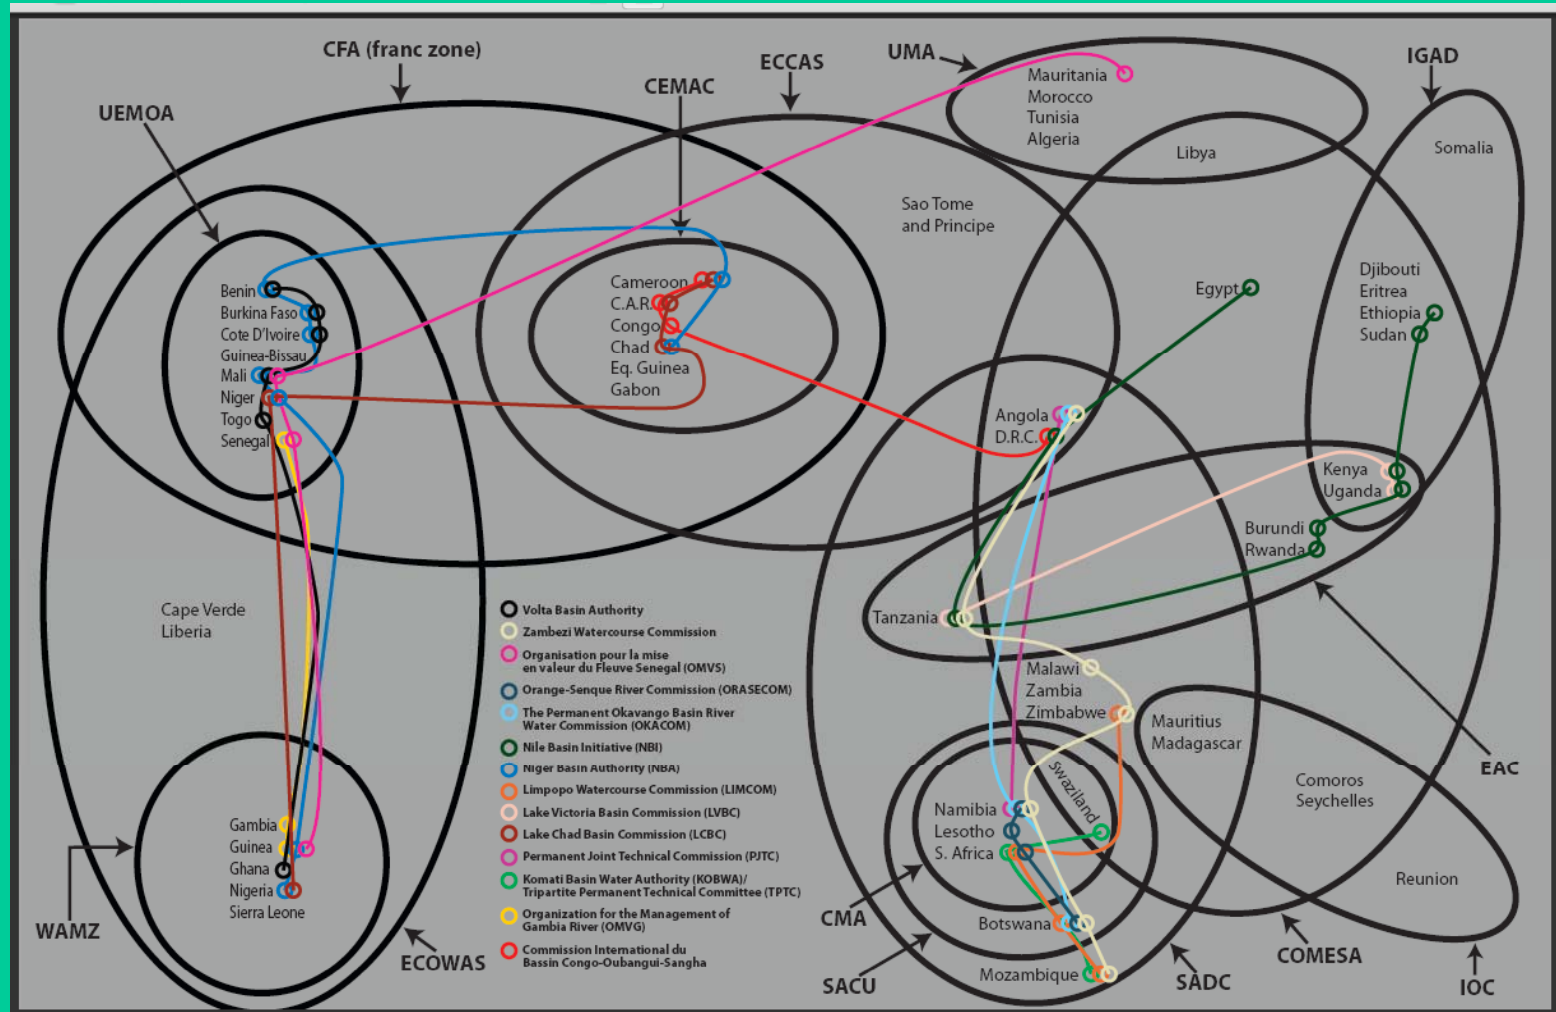 CFA (franc zone)
UEMOA
CEMAC
ECCAS
UMA
IGAD
Mauritania
Morocco
Tunisia
Algeria
Libya
Somalia
Sao Tome
and Principe
Benin
Burkina Faso
Cote D'Ivoire
Guinea-Bissau
Mali
Niger
Togo
Senegal
Cameroon
C.A.R.
Congo
Chad
Eq. Guinea
Gabon
Egypt
Djibouti
Eritrea
Ethiopia
Sudan
Angola
D.R.C.
Kenya
Uganda
Burundi
Rwanda
Tanzania
Cape Verde
Liberia
Volta Basin Authority
Zambezi Watercourse Commission
Organisation pour la mise
en valeur du Fleuve Senegal (OMVS)
Orange-Senque River Commission (ORASECOM)
The Permanent Okavango Basin River
Water Commission (OKACOM)
Nile Basin Initiative (NBI)
Niger Basin Authority (NBA)
Limpopo Watercourse Commission (LIMCOM)
Lake Victoria Basin Commission (LVBC)
Lake Chad Basin Commission (LCBC)
Permanent Joint Technical Commission (PJTC)
Komati Basin Water Authority (KOBWA)/
Tripartite Permanent Technical Committee (TPTC)
Organization for the Management of
Gambia River (OMVG)
Commission International du
Bassin Congo-Oubangui-Sangha
Malawi
Zambia
Zimbabwe
Mauritius
Madagascar
Comoros
Seychelles
Reunion
swaziland
Namibia
Lesotho
S. Africa
Botswana
Mozambique
Gambia
Guinea
Ghana
Nigeria
Sierra Leone
WAMZ
ECOWAS
CMA
SACU
SADC
COMESA
IOC
EAC